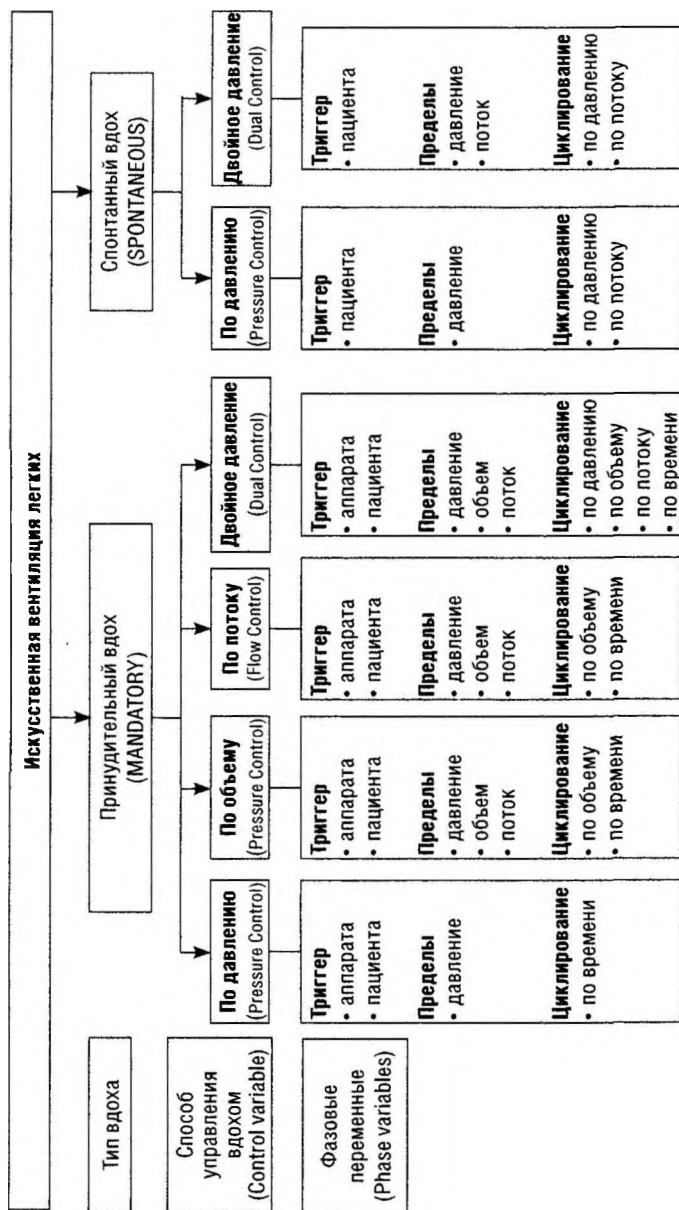 Искусственная вентиляция легких
Тип вдоха
Принудительный вдох
(MANDATORY)
Спонтанный вдох
(SPONTANEOUS)
Способ
управления
вдохом
(Control variable)
По давлению
(Pressure Control)
По объему
(Pressure Control)
По потоку
(Flow Control)
Двойное давление
(Dual Control)
По давлению
(Pressure Control)
Двойное давление
(Dual Control)
Фазовые
переменные
(Phase variables)
Триггер
• аппарата
• пациента
Пределы
• давление
Циклирование
• по времени
Триггер
• аппарата
• пациента
Пределы
• давление
• объем
• поток
Циклирование
• по объему
• по времени
Триггер
• аппарата
• пациента
Пределы
• давление
• объем
• поток
Циклирование
• по объему
• по времени
Триггер
• аппарата
• пациента
Пределы
• давление
• объем
• поток
Циклирование
• по давлению
• по объему
• по потоку
• по времени
Триггер
• пациента
Пределы
• давление
Циклирование
• по давлению
• по потоку
Триггер
• пациента
Пределы
• давление
• поток
Циклирование
• по давлению
• по потоку